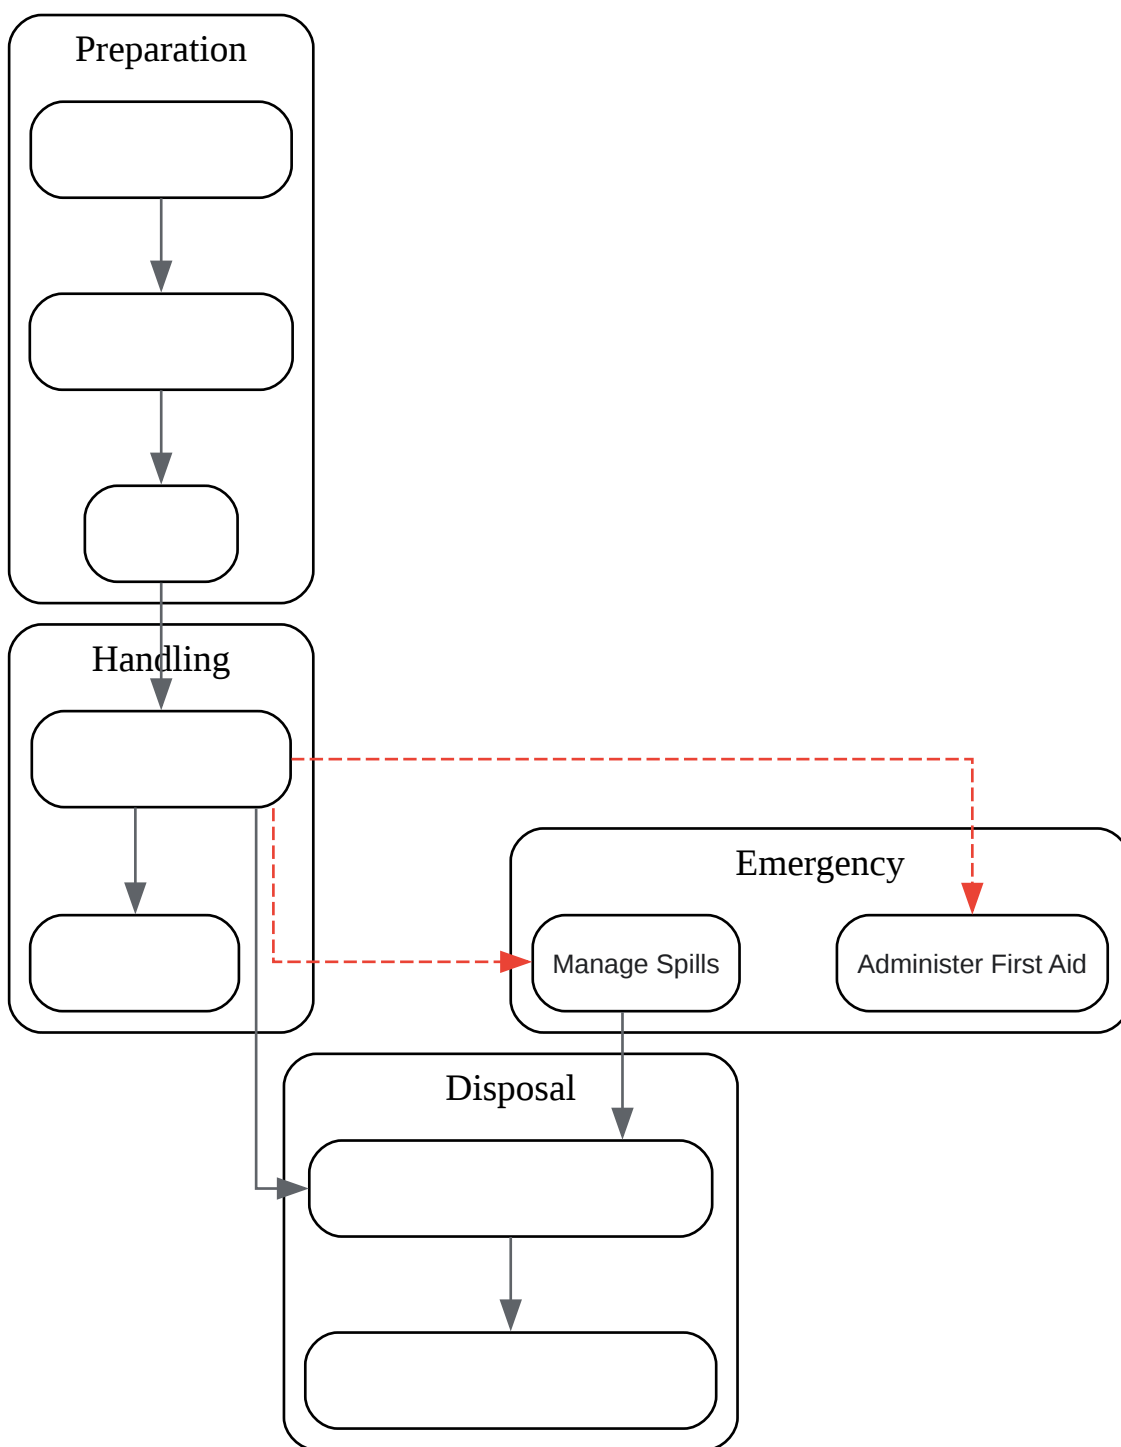 Preparation
Handling
Emergency
Manage Spills
Administer First Aid
Disposal